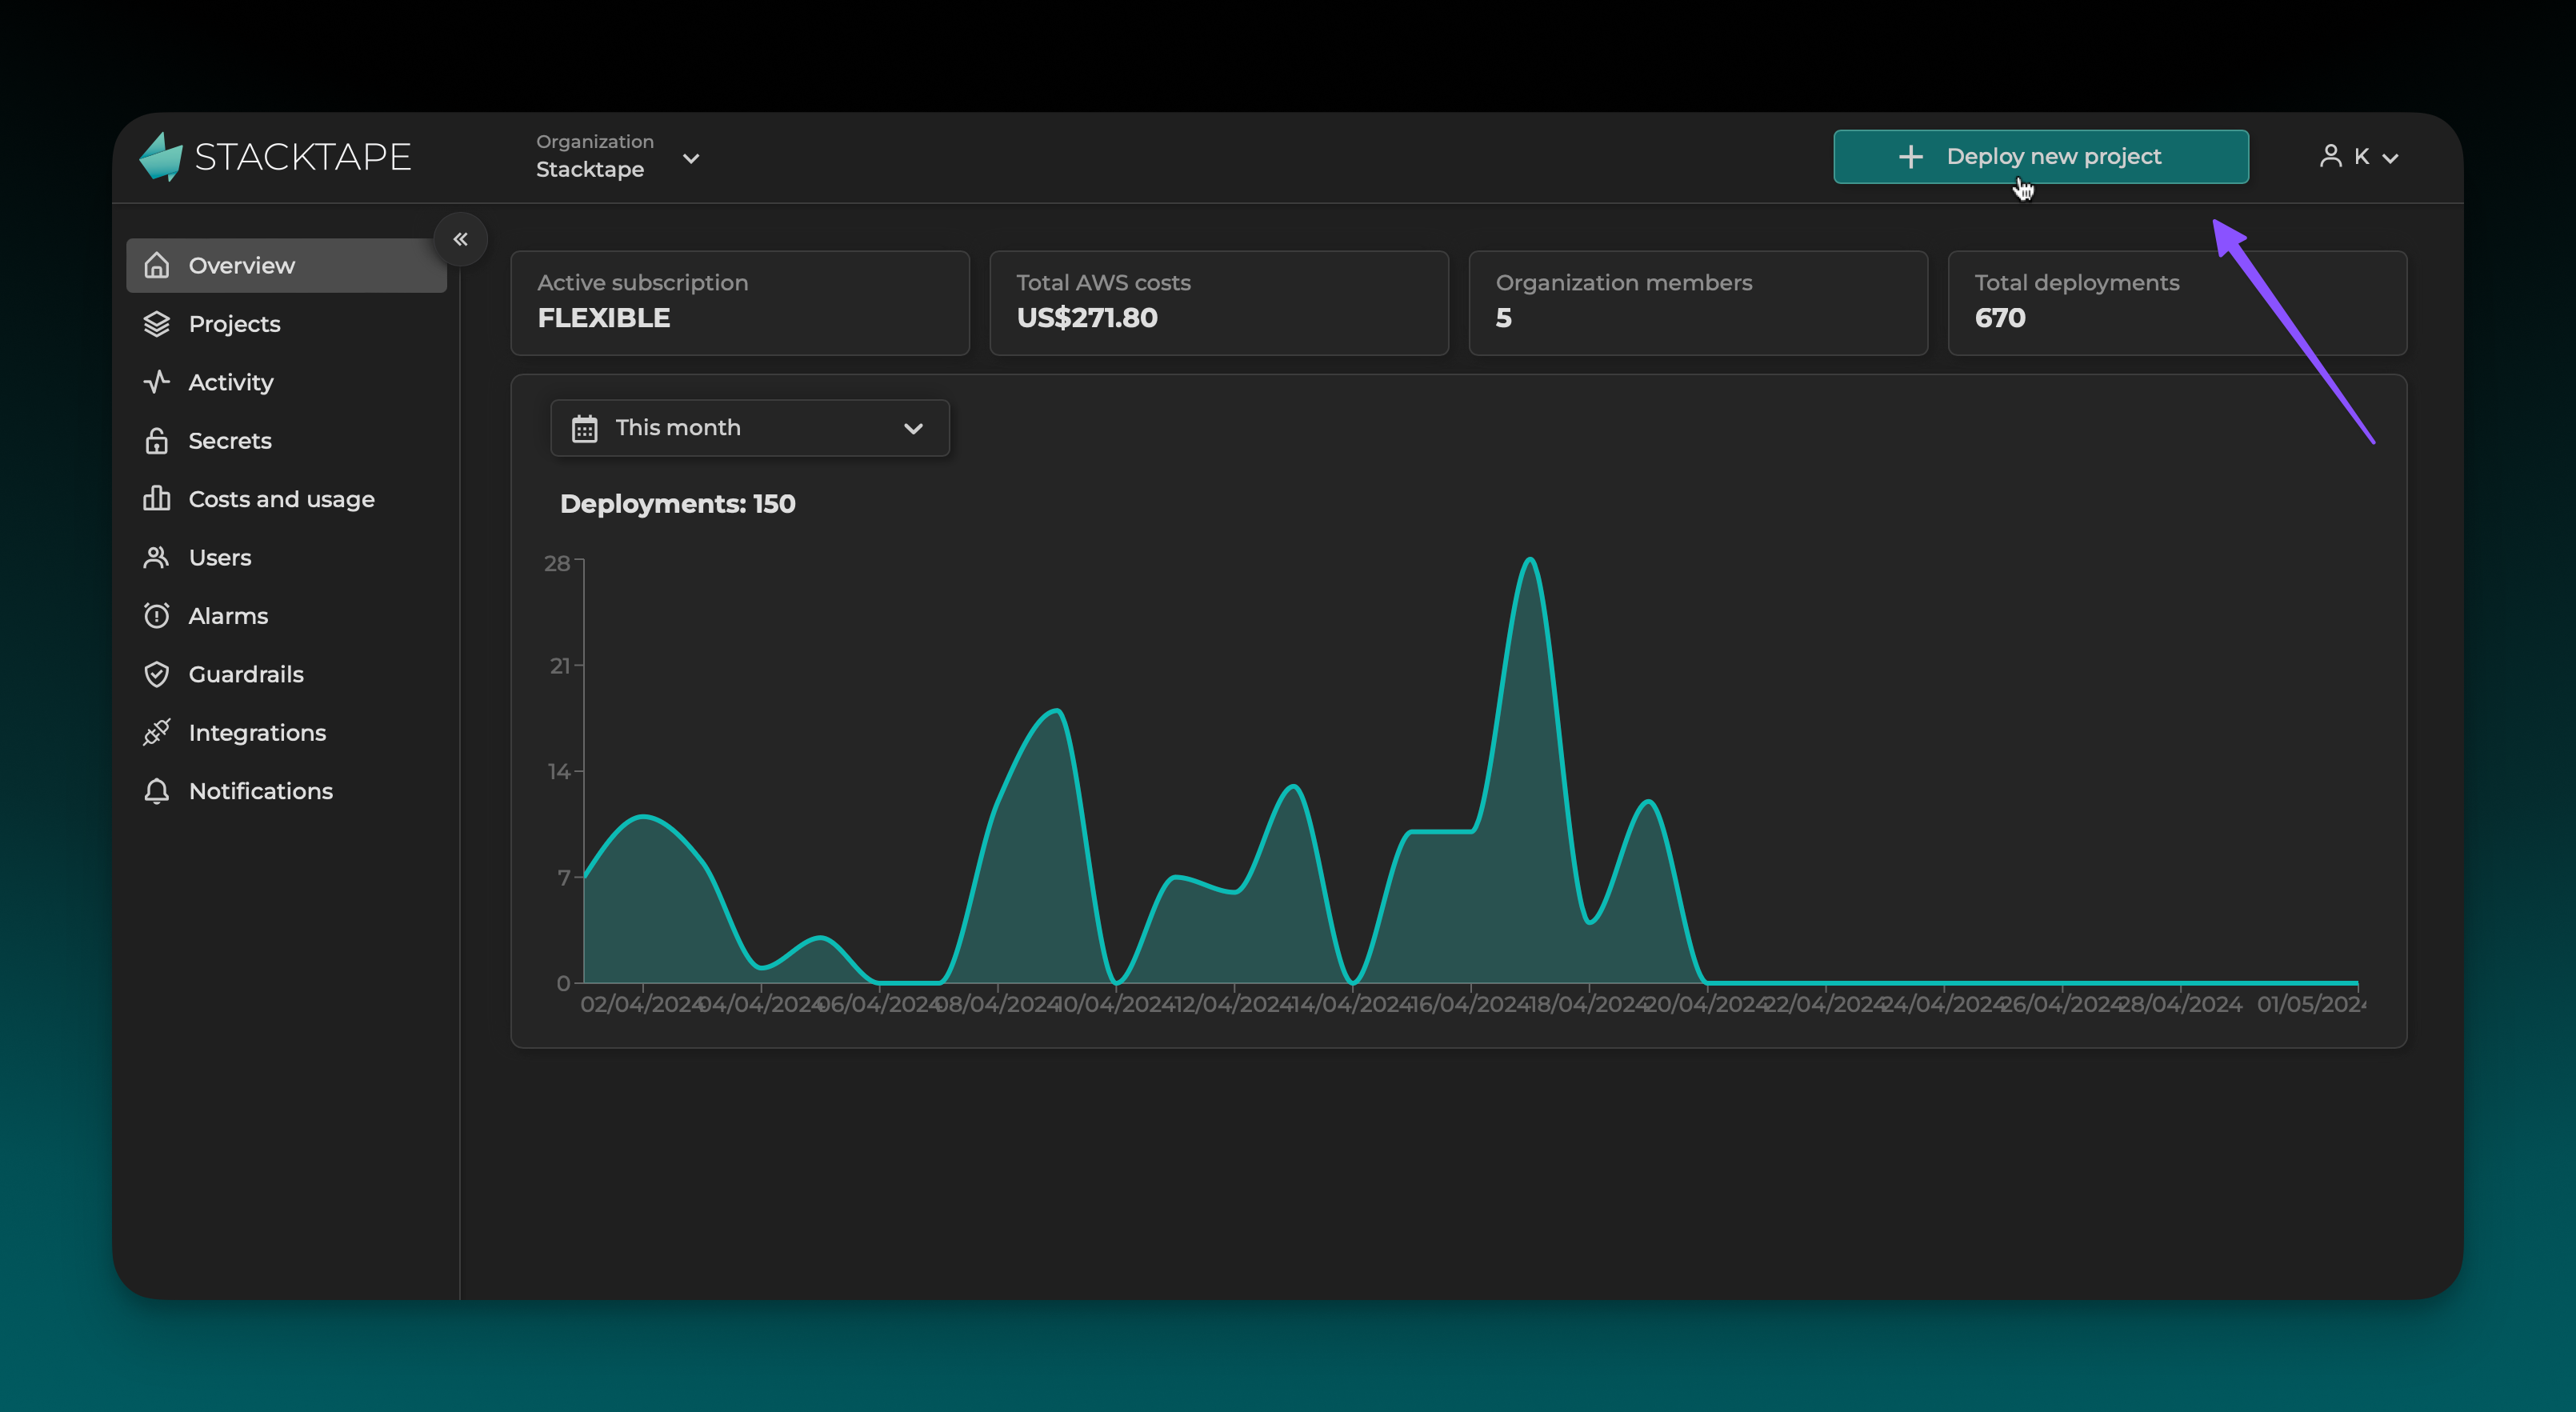 STACKTAPE
Organization
Stacktape
Deploy new project
K
Overview
Projects
Activity
Secrets
Costs and usage
Users
Alarms
Guardrails
Integrations
Notifications
Active subscription
FLEXIBLE
Total AWS costs
US$271.80
Organization members
5
Total deployments
670
This month
Deployments: 150
28
21
14
7
0
02/04/2024 04/04/2024 06/04/2024 08/04/2024 10/04/2024 12/04/2024 14/04/2024 16/04/2024 18/04/2024 20/04/2024 22/04/2024 24/04/2024 26/04/2024 28/04/2024 01/05/2024